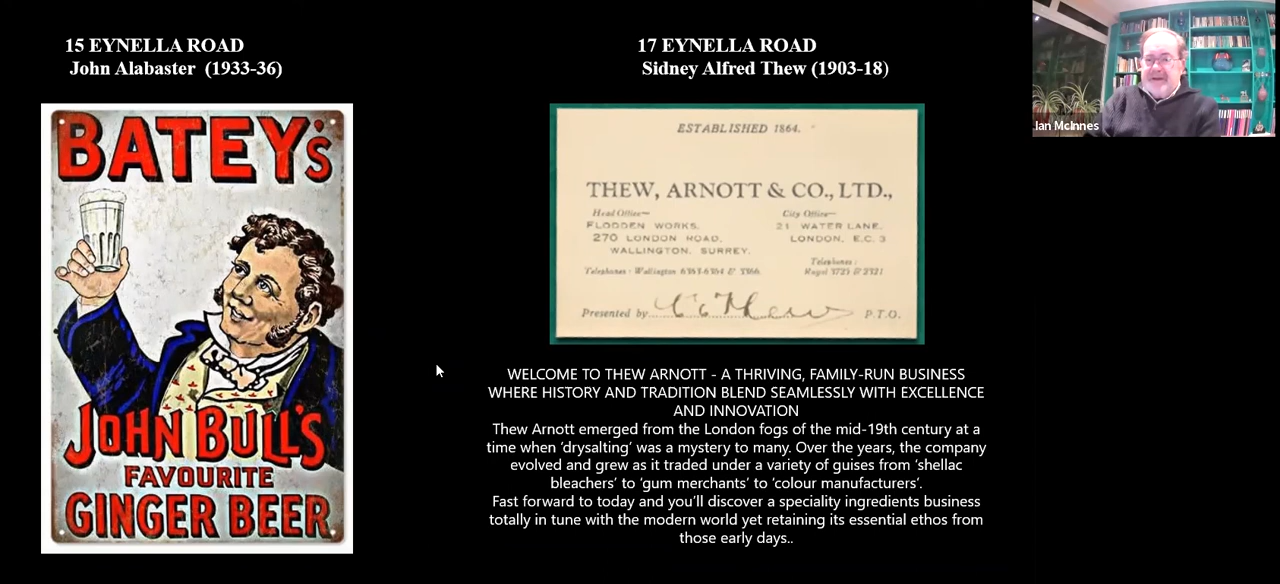 15 EYNELLA ROAD
John Alabaster (1933-36)
BATEY's
JOHN BULL'S
FAVOURITE
GINGER BEER
17 EYNELLA ROAD
Sidney Alfred Thew (1903-18)
ESTABLISHED 1864.
THEW, ARNOTT & CO., LTD.,
Head Office—
FLODDEN WORKS,
270 LONDON ROAD,
WALLINGTON, SURREY.
Telephones: Wallington
City Office—
21 WATER LANE,
LONDON, E.C. 3
Telephones:
Royal 3725 & 2321
Presented by
Thew
P.T.O.
WELCOME TO THEW ARNOTT - A THRIVING, FAMILY-RUN BUSINESS
WHERE HISTORY AND TRADITION BLEND SEAMLESSLY WITH EXCELLENCE
AND INNOVATION
Thew Arnott emerged from the London fogs of the mid-19th century at a
time when ‘drysalting’ was a mystery to many. Over the years, the company
evolved and grew as it traded under a variety of guises from ‘shellac
bleachers’ to ‘gum merchants’ to ‘colour manufacturers’.
Fast forward to today and you’ll discover a speciality ingredients business
totally in tune with the modern world yet retaining its essential ethos from
those early days..
Ian McInnes